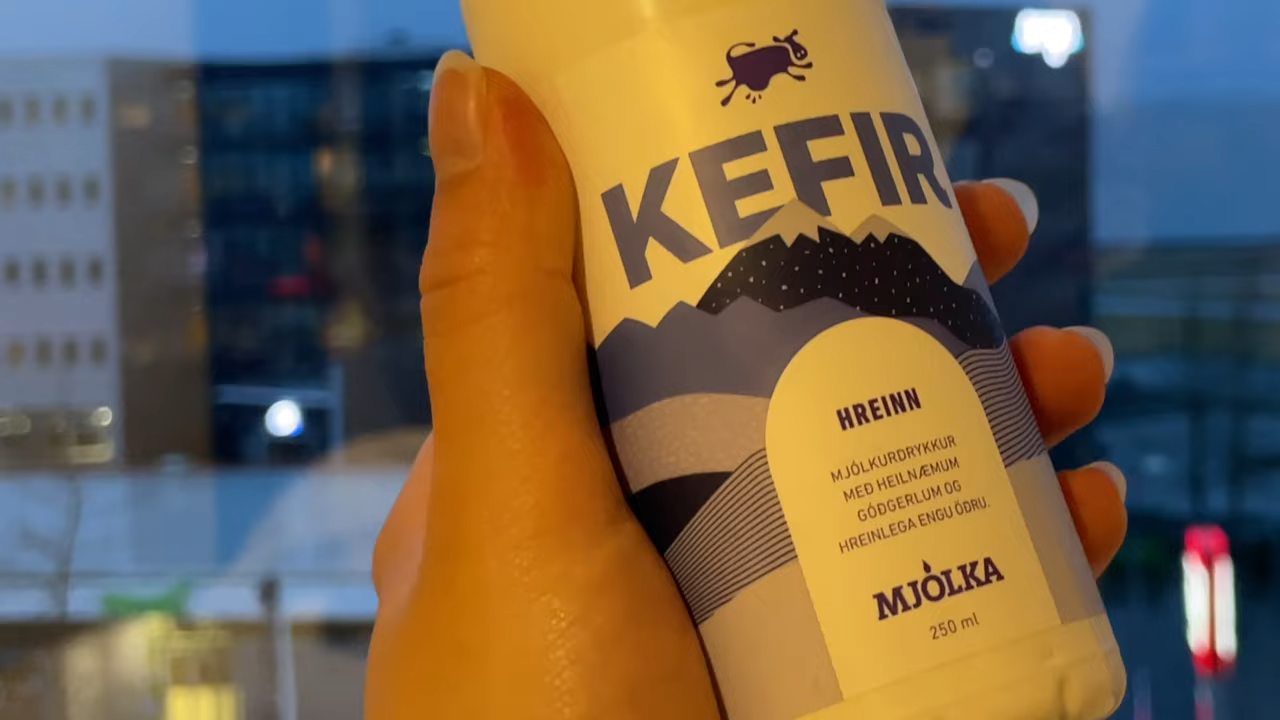 KEFIR
HREINN
MJÓLKURDRYKKUR
MEÐ HEILNÆMUM
GÓÐGERLUM OG
HREINLEGA ENGU ÖÐRU.
MJÓLKA
250 ml